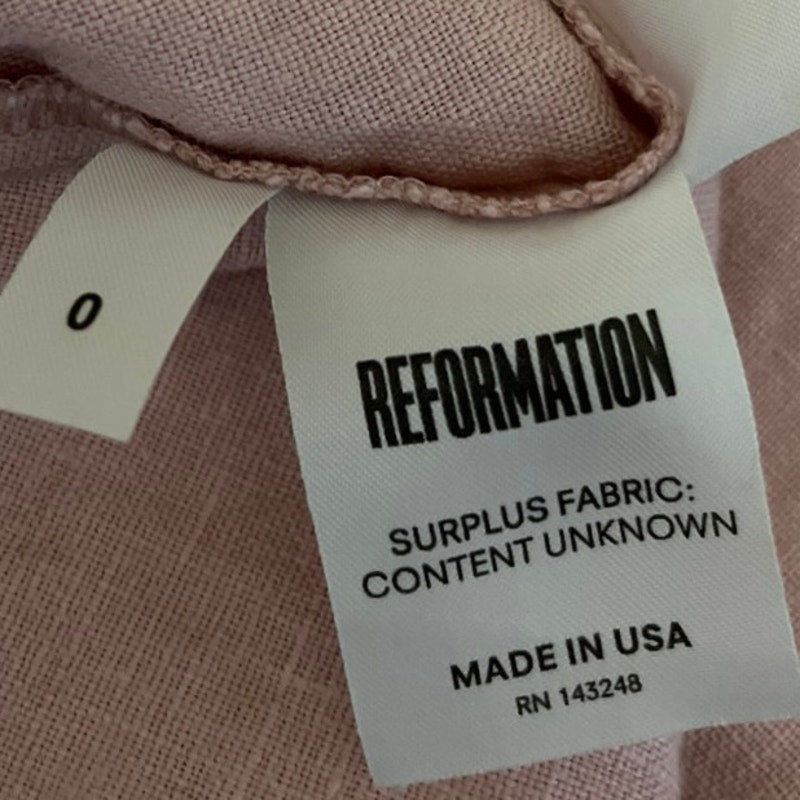 0
REFORMATION
SURPLUS FABRIC:
CONTENT UNKNOWN
MADE IN USA
RN 143248